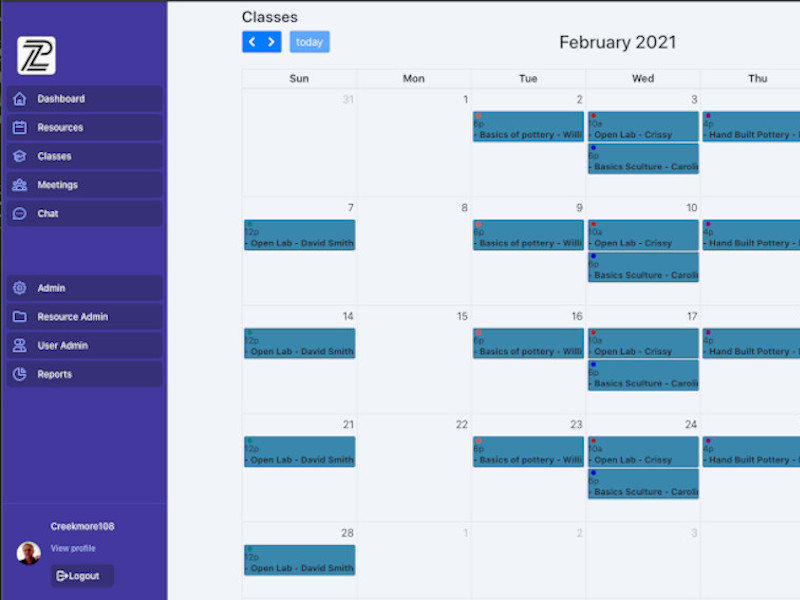 Classes
today
February 2021
Dashboard
Resources
Classes
Meetings
Chat
Admin
Resource Admin
User Admin
Reports
Creekmore108
View profile
Logout
Sun Mon Tue Wed Thu
31 1 2 3
6p
- Basics of pottery - Willi
10a
- Open Lab - Crissy
4p
- Hand Built Pottery -
6p
- Basics Sculture - Caroli
7 8 9 10
12p
- Open Lab - David Smith
6p
- Basics of pottery - Willi
10a
- Open Lab - Crissy
4p
- Hand Built Pottery -
6p
- Basics Sculture - Caroli
14 15 16 17
12p
- Open Lab - David Smith
6p
- Basics of pottery - Willi
10a
- Open Lab - Crissy
4p
- Hand Built Pottery -
6p
- Basics Sculture - Caroli
21 22 23 24
12p
- Open Lab - David Smith
6p
- Basics of pottery - Willi
10a
- Open Lab - Crissy
4p
- Hand Built Pottery -
6p
- Basics Sculture - Caroli
28 1 2 3
12p
- Open Lab - David Smith